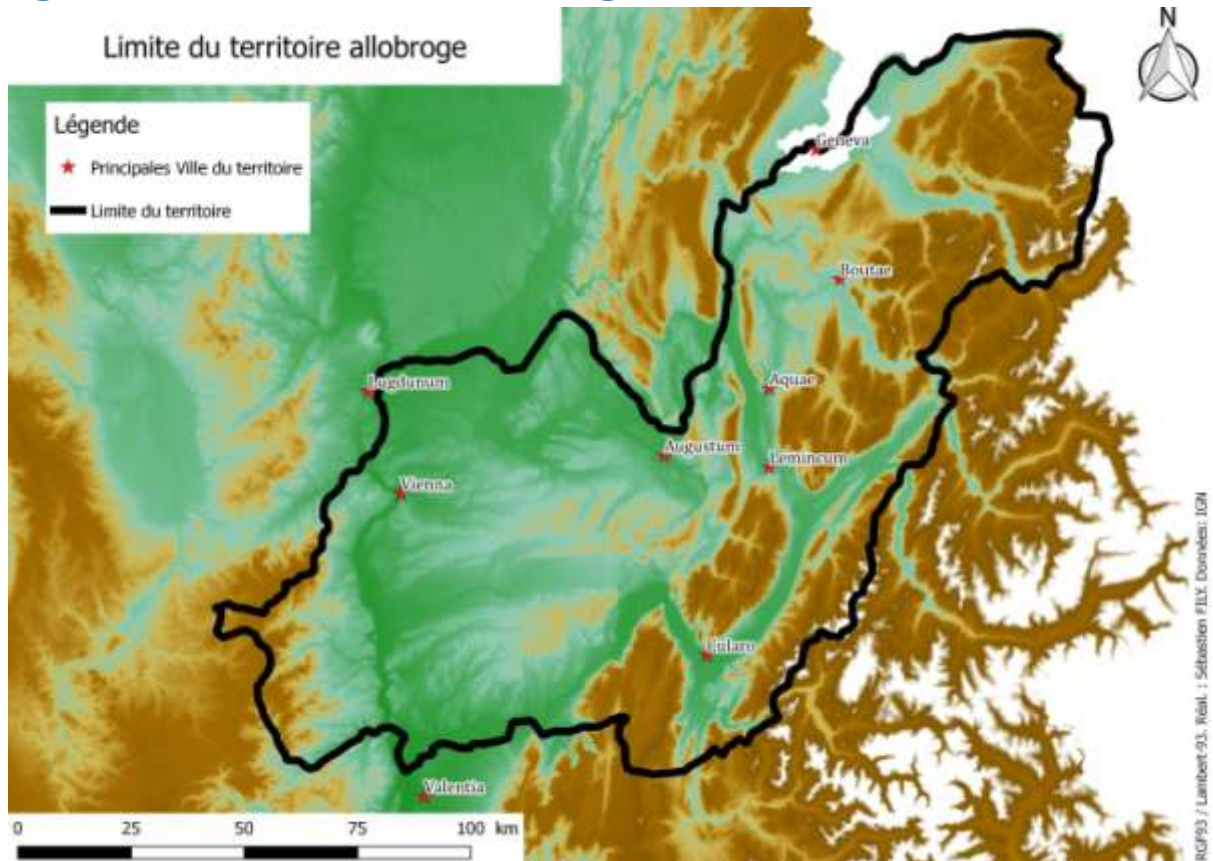 Limite du territoire allobroge
N
Légende
Principales Ville du territoire
Limite du territoire
Geneva
Boutae
Lugdunum
Aquae
Augustum
Lemincum
Vienna
Cularo
Valentia
0 25 50 75 100 km
RGF93 / Lambert-93. Réal. : Sébastien FILY. Données: IGN